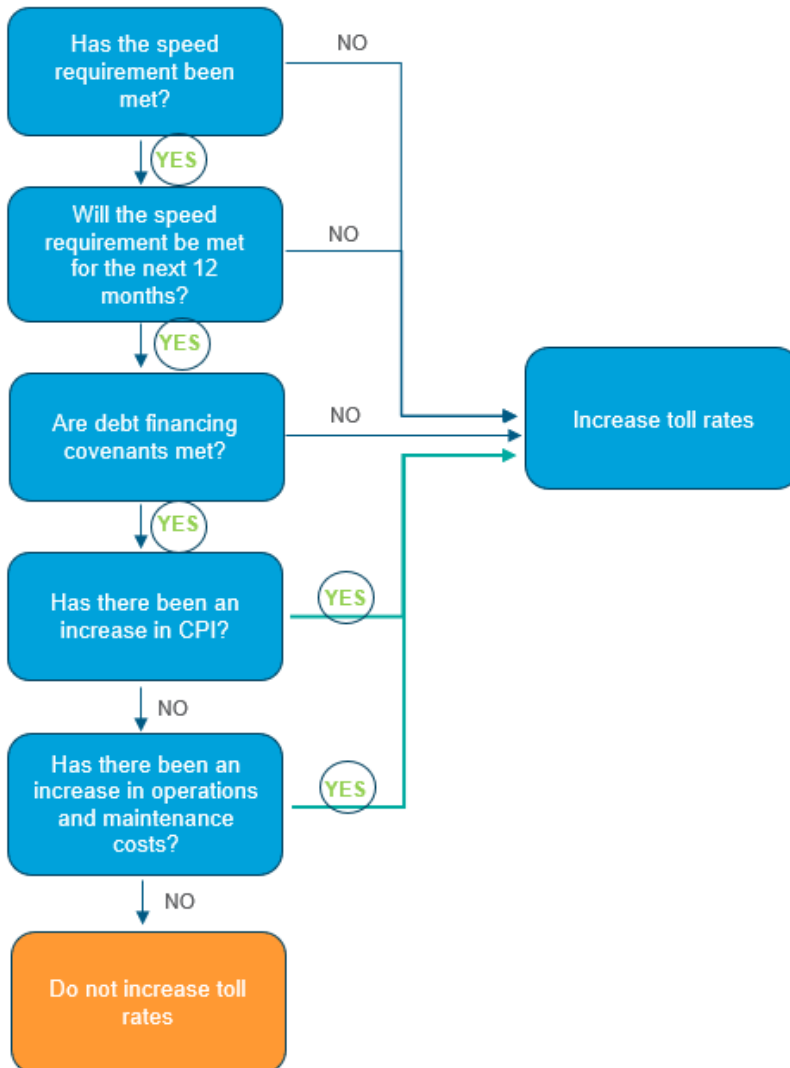 Has the speed
requirement been
met?
NO
YES
Will the speed
requirement be met
for the next 12
months?
NO
YES
Are debt financing
covenants met?
NO
Increase toll rates
YES
Has there been an
increase in CPI?
YES
NO
Has there been an
increase in operations
and maintenance
costs?
YES
NO
Do not increase toll
rates